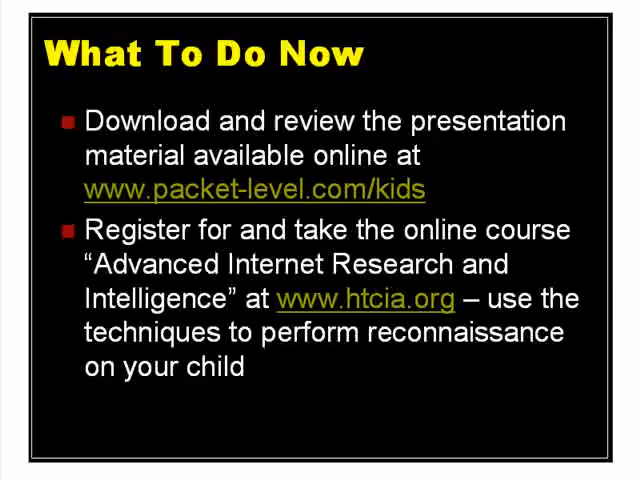 What To Do Now
Download and review the presentation
material available online at
www.packet-level.com/kids
Register for and take the online course
“Advanced Internet Research and
Intelligence” at www.htcia.org – use the
techniques to perform reconnaissance
on your child